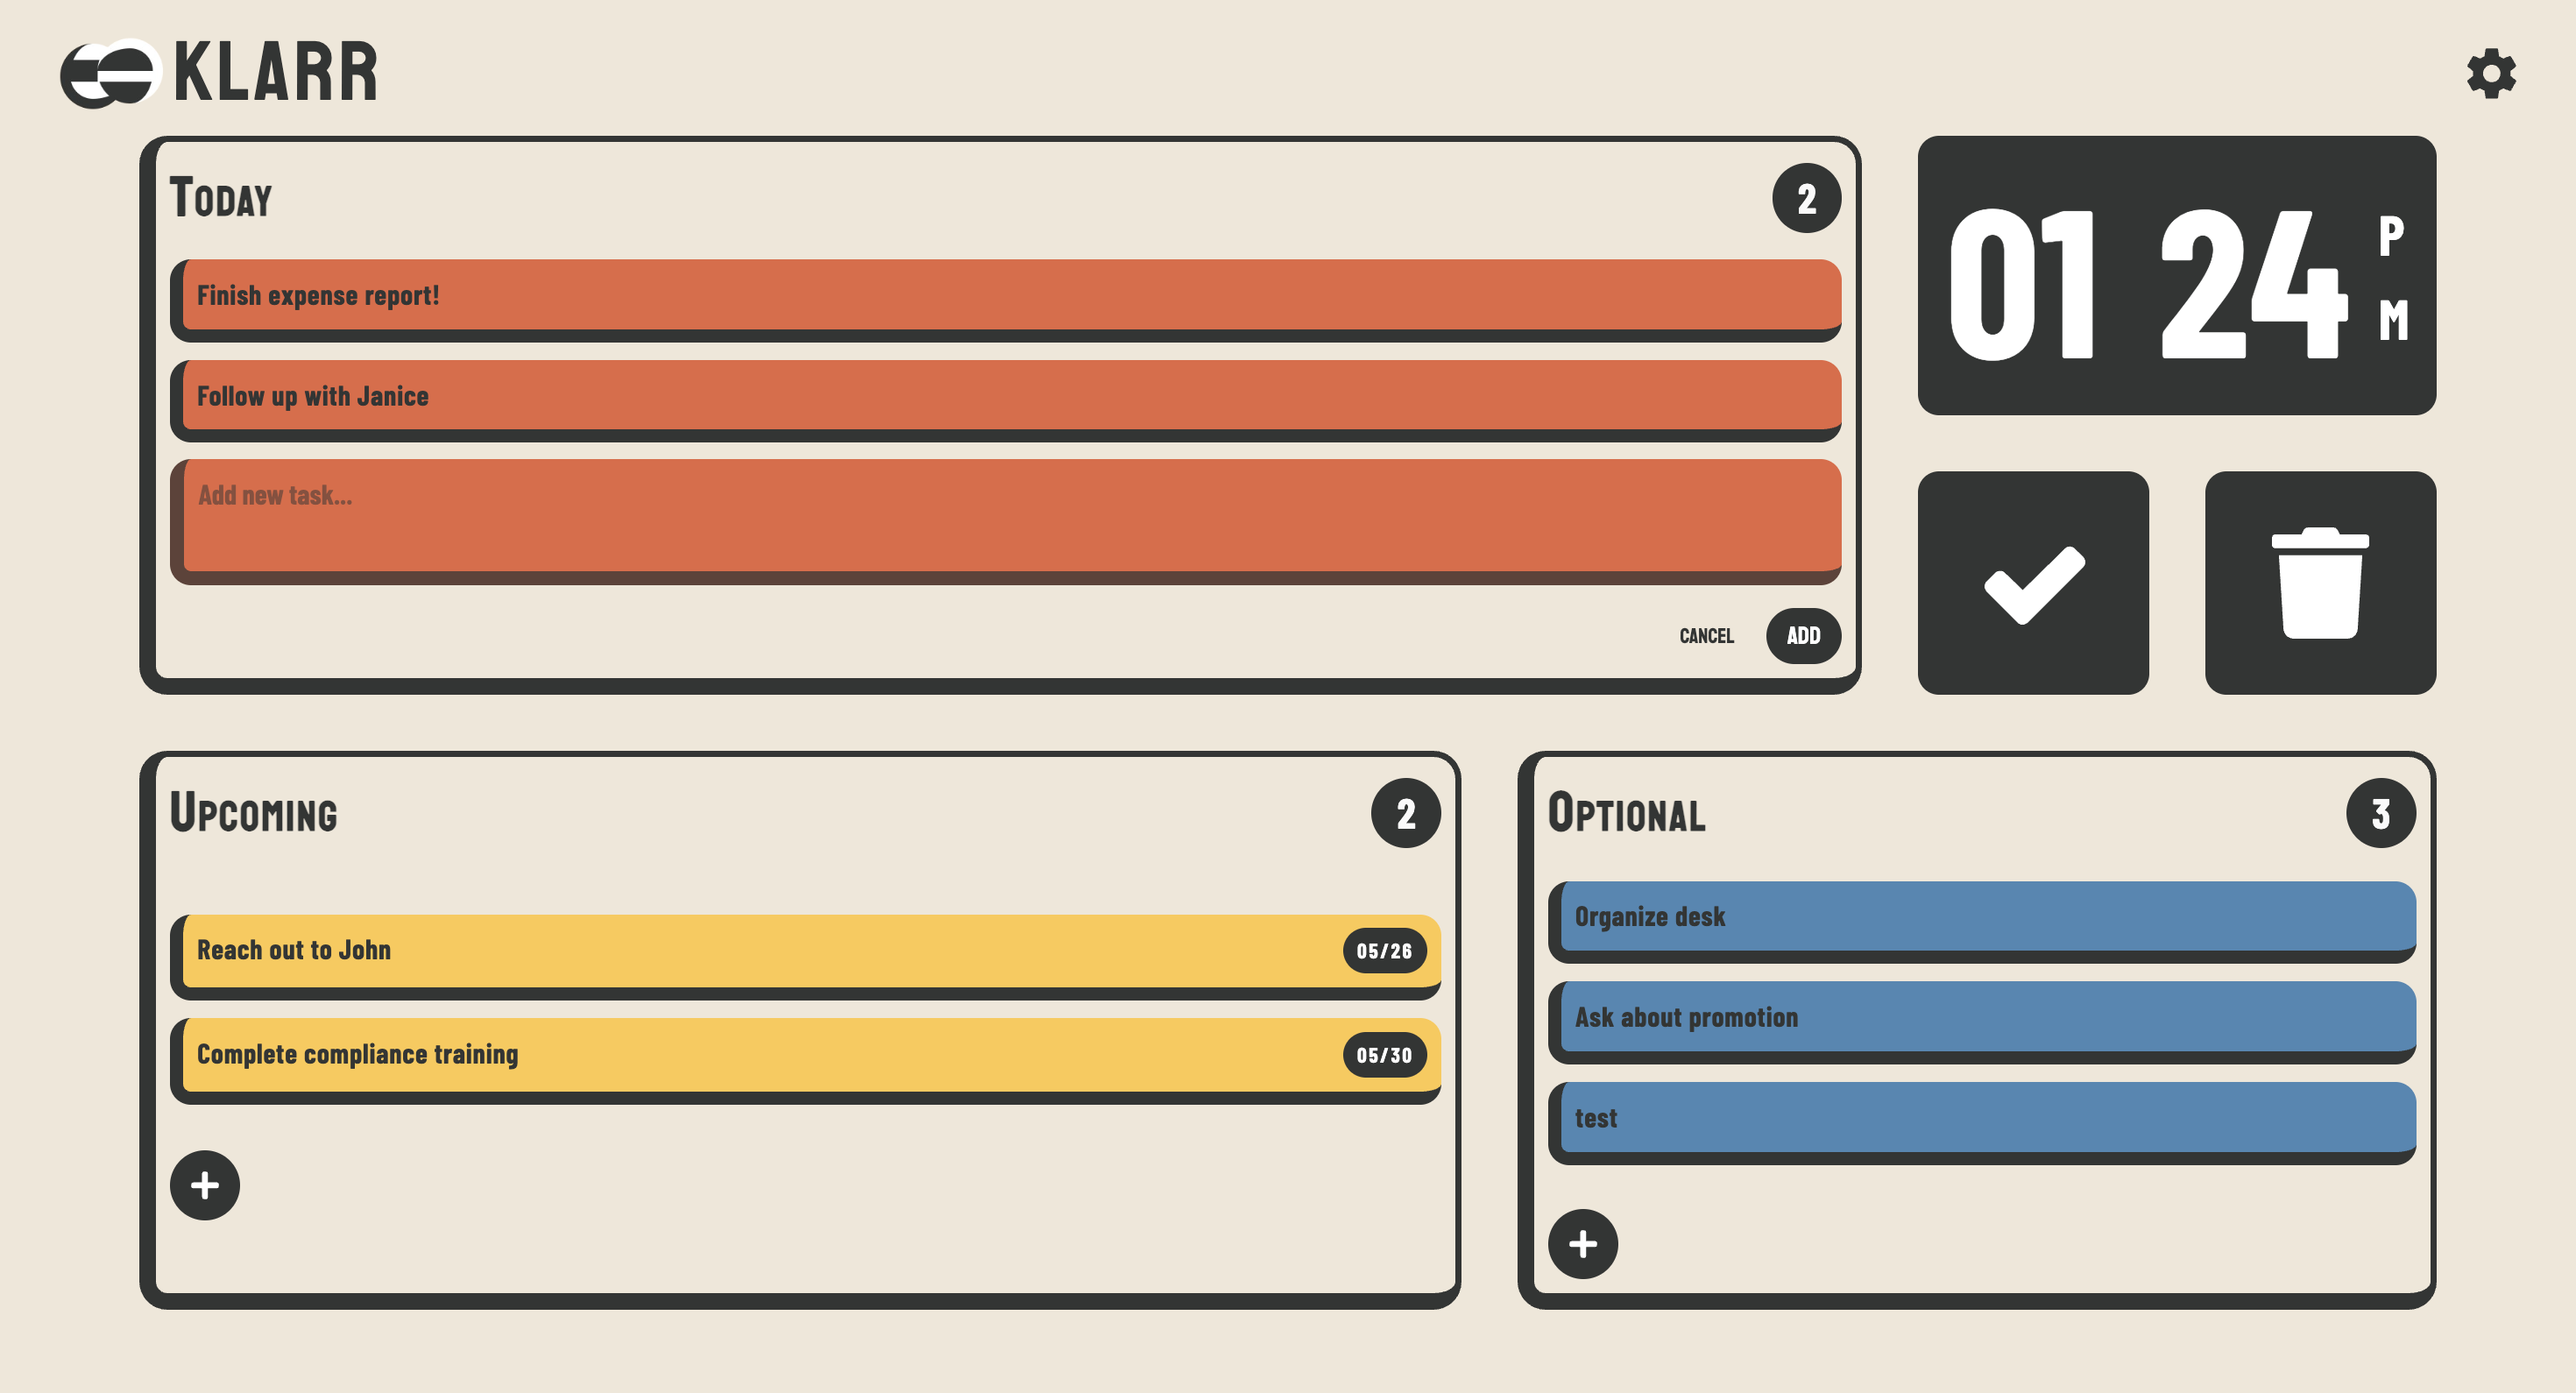 KLARR
Today
2
Finish expense report!
Follow up with Janice
Add new task...
CANCEL
ADD
01 24
P
M
Upcoming
2
Reach out to John
05/26
Complete compliance training
05/30
Optional
3
Organize desk
Ask about promotion
test